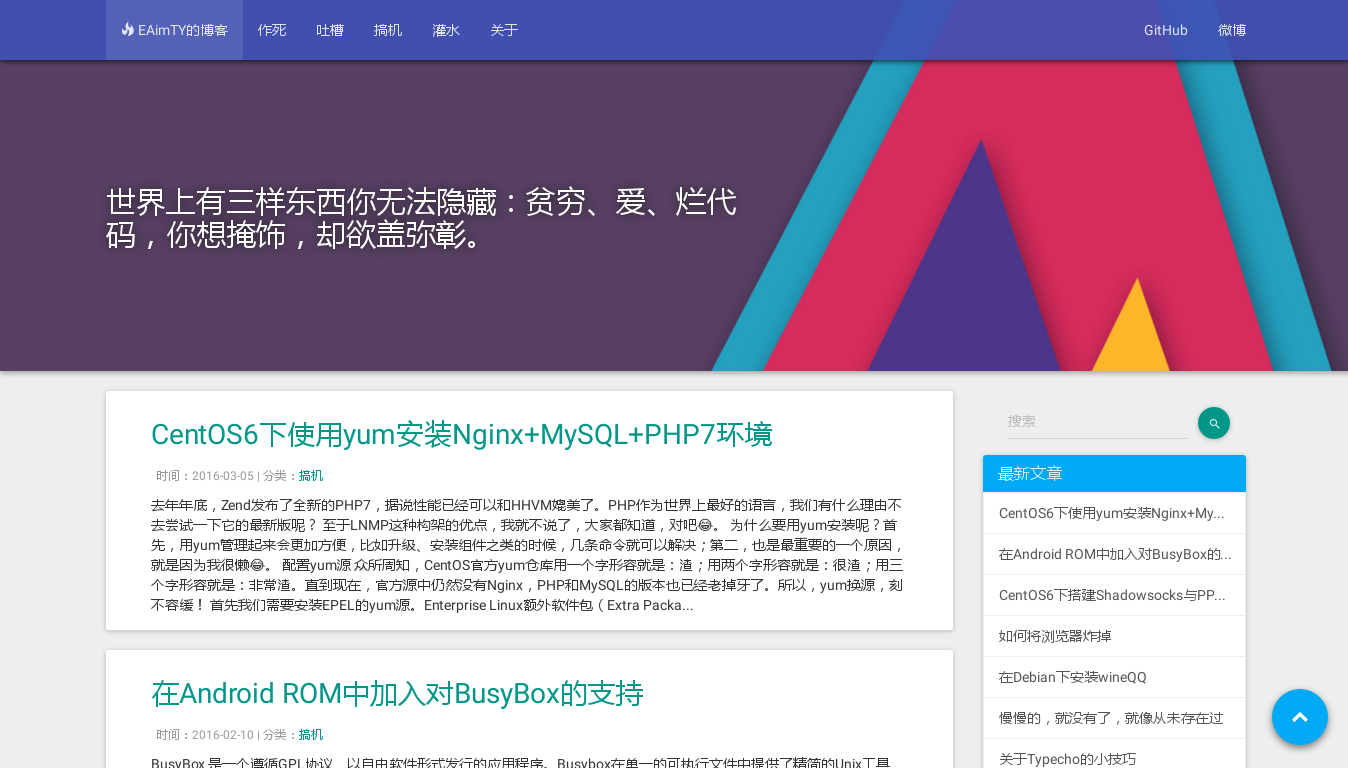 EAimTY的博客 作死 吐槽 搞机 灌水 关于 GitHub 微博
世界上有三样东西你无法隐藏：贫穷、爱、烂代
码，你想掩饰，却欲盖弥彰。
CentOS6下使用yum安装Nginx+MySQL+PHP7环境
时间：2016-03-05 | 分类：搞机
去年年底，Zend发布了全新的PHP7，据说性能已经可以和HHVM媲美了。PHP作为世界上最好的语言，我们有什么理由不
去尝试一下它的最新版呢？ 至于LNMP这种构架的优点，我就不说了，大家都知道，对吧😂。 为什么要用yum安装呢？首
先，用yum管理起来会更加方便，比如升级、安装组件之类的时候，几条命令就可以解决；第二，也是最重要的一个原因，
就是因为我很懒😂。 配置yum源 众所周知，CentOS官方yum仓库用一个字形容就是：渣；用两个字形容就是：很渣；用三
个字形容就是：非常渣。直到现在，官方源中仍然没有Nginx，PHP和MySQL的版本也已经老掉牙了。所以，yum换源，刻
不容缓！ 首先我们需要安装EPEL的yum源。Enterprise Linux额外软件包（Extra Packa...
在Android ROM中加入对BusyBox的支持
时间：2016-02-10 | 分类：搞机
BusyBox 是一个遵循GPL协议、以自由软件形式发行的应用程序。Busybox在单一的可执行文件中提供了精简的Unix工具
搜索
最新文章
CentOS6下使用yum安装Nginx+My...
在Android ROM中加入对BusyBox的...
CentOS6下搭建Shadowsocks与PP...
如何将浏览器炸掉
在Debian下安装wineQQ
慢慢的，就没有了，就像从未存在过
关于Typecho的小技巧